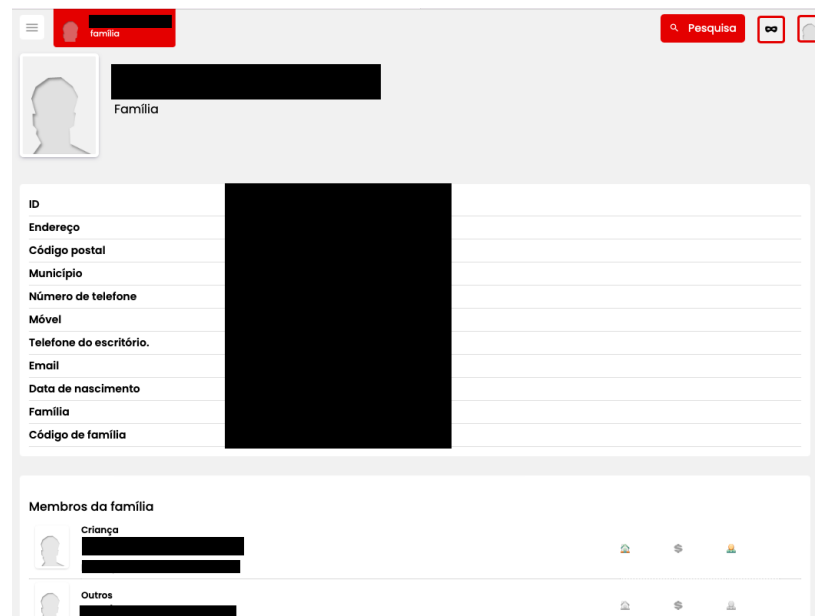 família
Pesquisa
Família
ID
Endereço
Código postal
Município
Número de telefone
Móvel
Telefone do escritório.
Email
Data de nascimento
Família
Código de família
Membros da família
Criança
Outros